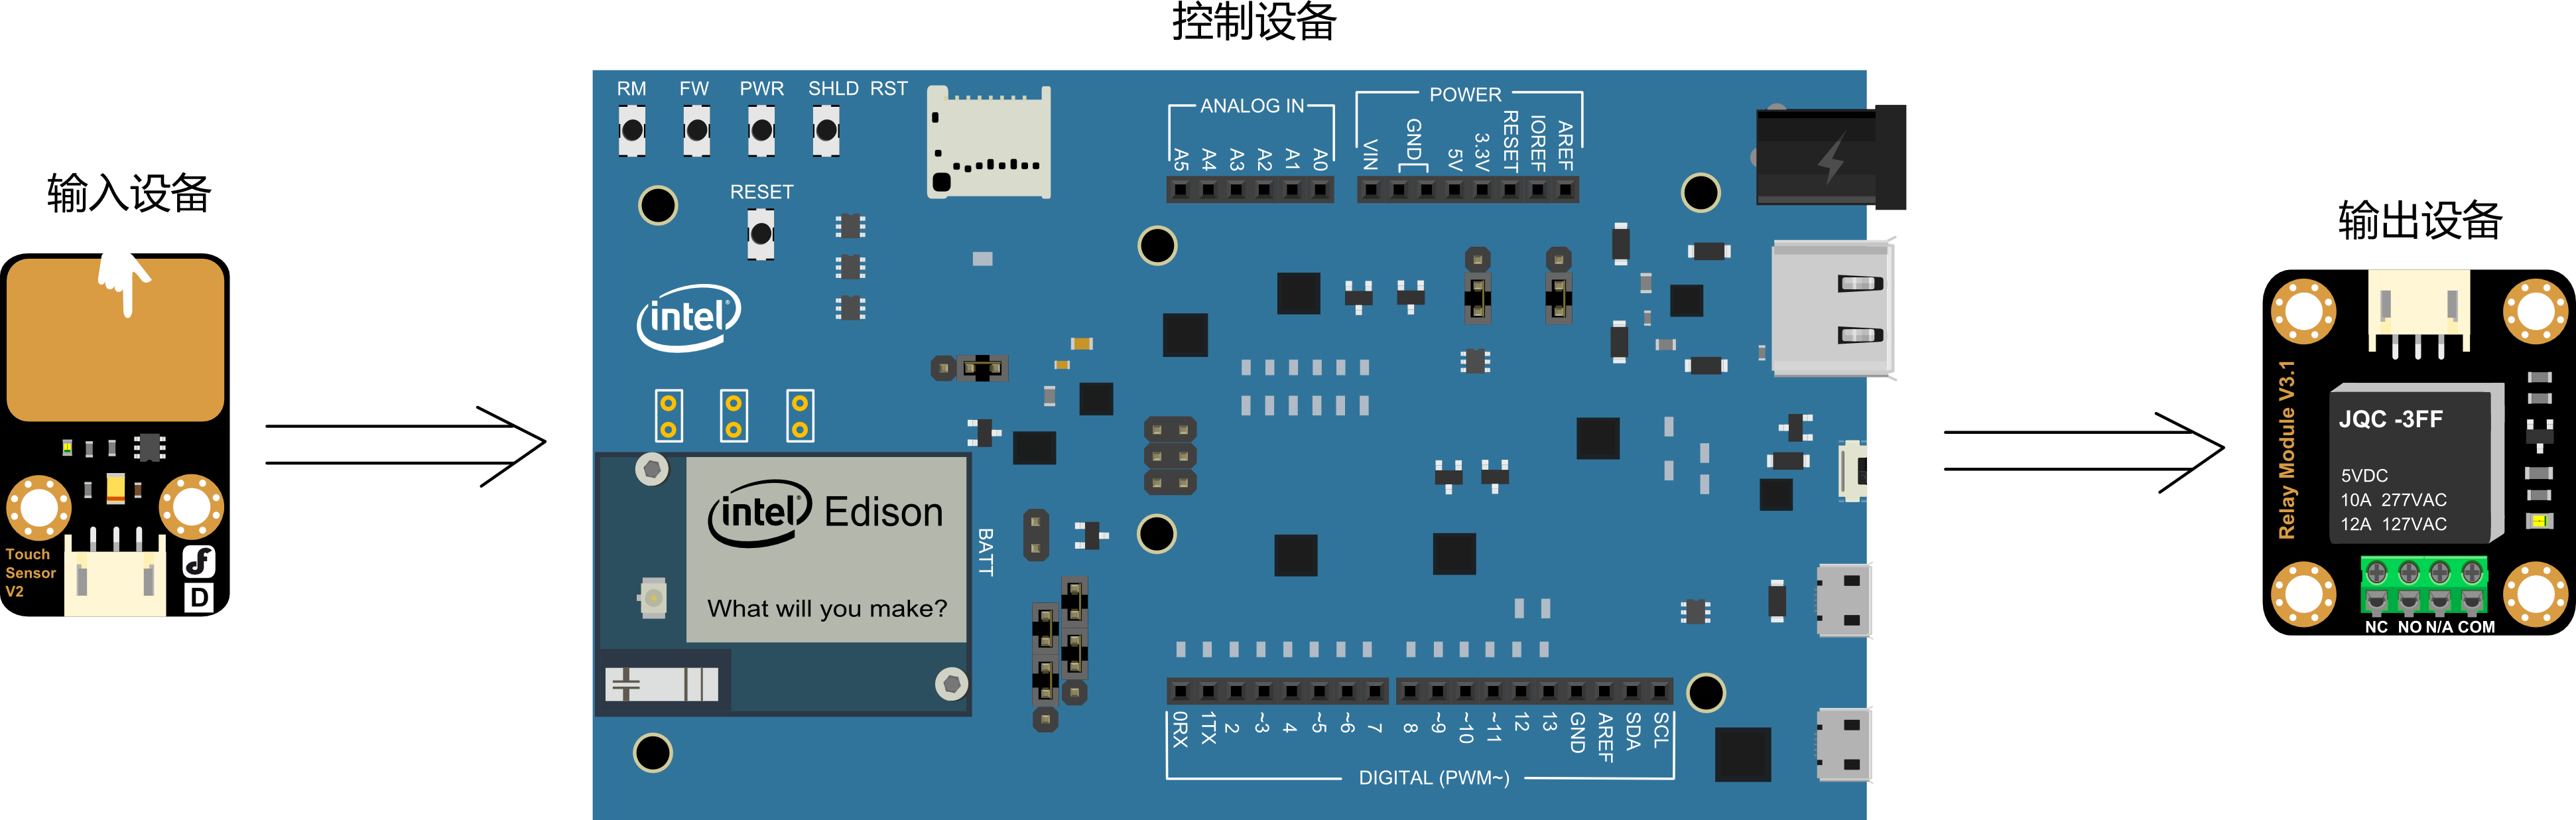 控制设备
输入设备
输出设备
Touch
Sensor
V2
D
RM FW PWR SHLD RST
RESET
intel
ANALOG IN
A5 A4 A3 A2 A1 A0
POWER
VIN GND 5V 3.3V RESET IOREF AREF
intel Edison
What will you make?
BATT
0RX 1TX 2 ~3 4 ~5 ~6 7 8 ~9 ~10 ~11 12 13 GND AREF SDA SCL
DIGITAL (PWM~)
Relay Module V3.1
JQC -3FF
5VDC
10A 277VAC
12A 127VAC
NC NO N/A COM